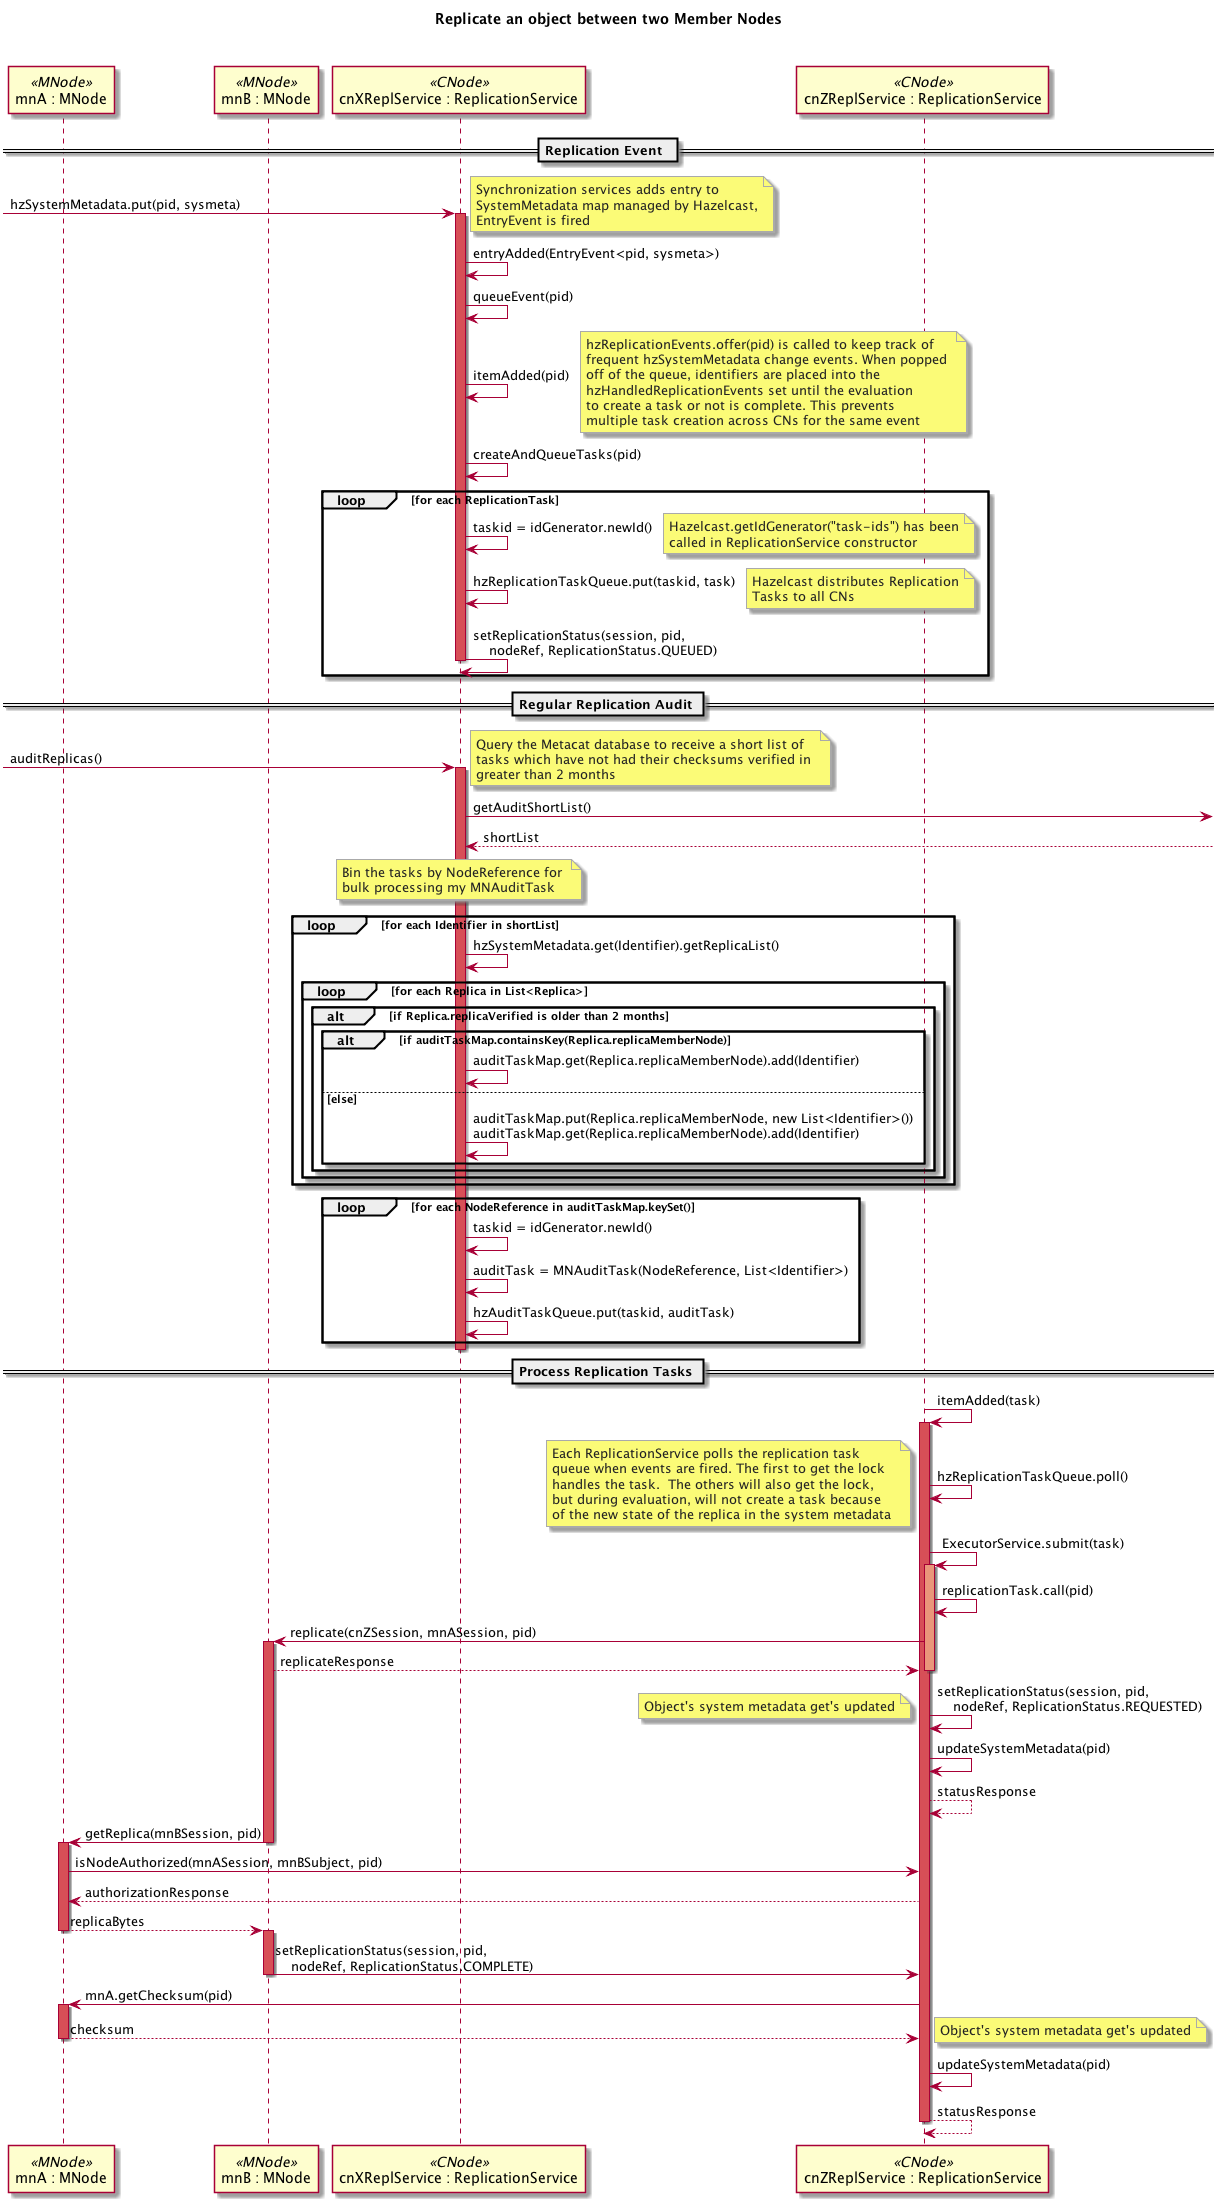 Replicate an object between two Member Nodes
«MNode»
mnA : MNode
«MNode»
mnB : MNode
«CNode»
cnXReplService : ReplicationService
«CNode»
cnZReplService : ReplicationService
Replication Event
hzSystemMetadata.put(pid, sysmeta)
Synchronization services adds entry to
SystemMetadata map managed by Hazelcast,
EntryEvent is fired
entryAdded(EntryEvent<pid, sysmeta>)
queueEvent(pid)
itemAdded(pid)
hzReplicationEvents.offer(pid) is called to keep track of
frequent hzSystemMetadata change events. When popped
off of the queue, identifiers are placed into the
hzHandledReplicationEvents set until the evaluation
to create a task or not is complete. This prevents
multiple task creation across CNs for the same event
createAndQueueTasks(pid)
loop [for each ReplicationTask]
taskid = idGenerator.newId()
Hazelcast.getIdGenerator("task-ids") has been
called in ReplicationService constructor
hzReplicationTaskQueue.put(taskid, task)
Hazelcast distributes Replication
Tasks to all CNs
setReplicationStatus(session, pid,
nodeRef, ReplicationStatus.QUEUED)
Regular Replication Audit
auditReplicas()
Query the Metacat database to receive a short list of
tasks which have not had their checksums verified in
greater than 2 months
getAuditShortList()
shortList
Bin the tasks by NodeReference for
bulk processing my MNAuditTask
loop [for each Identifier in shortList]
hzSystemMetadata.get(Identifier).getReplicaList()
loop [for each Replica in List<Replica>]
alt [if Replica.replicaVerified is older than 2 months]
alt [if auditTaskMap.containsKey(Replica.replicaMemberNode)]
auditTaskMap.get(Replica.replicaMemberNode).add(Identifier)
[else]
auditTaskMap.put(Replica.replicaMemberNode, new List<Identifier>())
auditTaskMap.get(Replica.replicaMemberNode).add(Identifier)
loop [for each NodeReference in auditTaskMap.keySet()]
taskid = idGenerator.newId()
auditTask = MNAuditTask(NodeReference, List<Identifier>)
hzAuditTaskQueue.put(taskid, auditTask)
Process Replication Tasks
itemAdded(task)
Each ReplicationService polls the replication task
queue when events are fired. The first to get the lock
handles the task.  The others will also get the lock,
but during evaluation, will not create a task because
of the new state of the replica in the system metadata
hzReplicationTaskQueue.poll()
ExecutorService.submit(task)
replicationTask.call(pid)
replicate(cnZSession, mnASession, pid)
replicateResponse
setReplicationStatus(session, pid,
nodeRef, ReplicationStatus.REQUESTED)
Object's system metadata get's updated
updateSystemMetadata(pid)
statusResponse
getReplica(mnBSession, pid)
isNodeAuthorized(mnASession, mnBSubject, pid)
authorizationResponse
replicaBytes
setReplicationStatus(session, pid,
nodeRef, ReplicationStatus.COMPLETE)
mnA.getChecksum(pid)
checksum
Object's system metadata get's updated
updateSystemMetadata(pid)
statusResponse
«MNode»
mnA : MNode
«MNode»
mnB : MNode
«CNode»
cnXReplService : ReplicationService
«CNode»
cnZReplService : ReplicationService